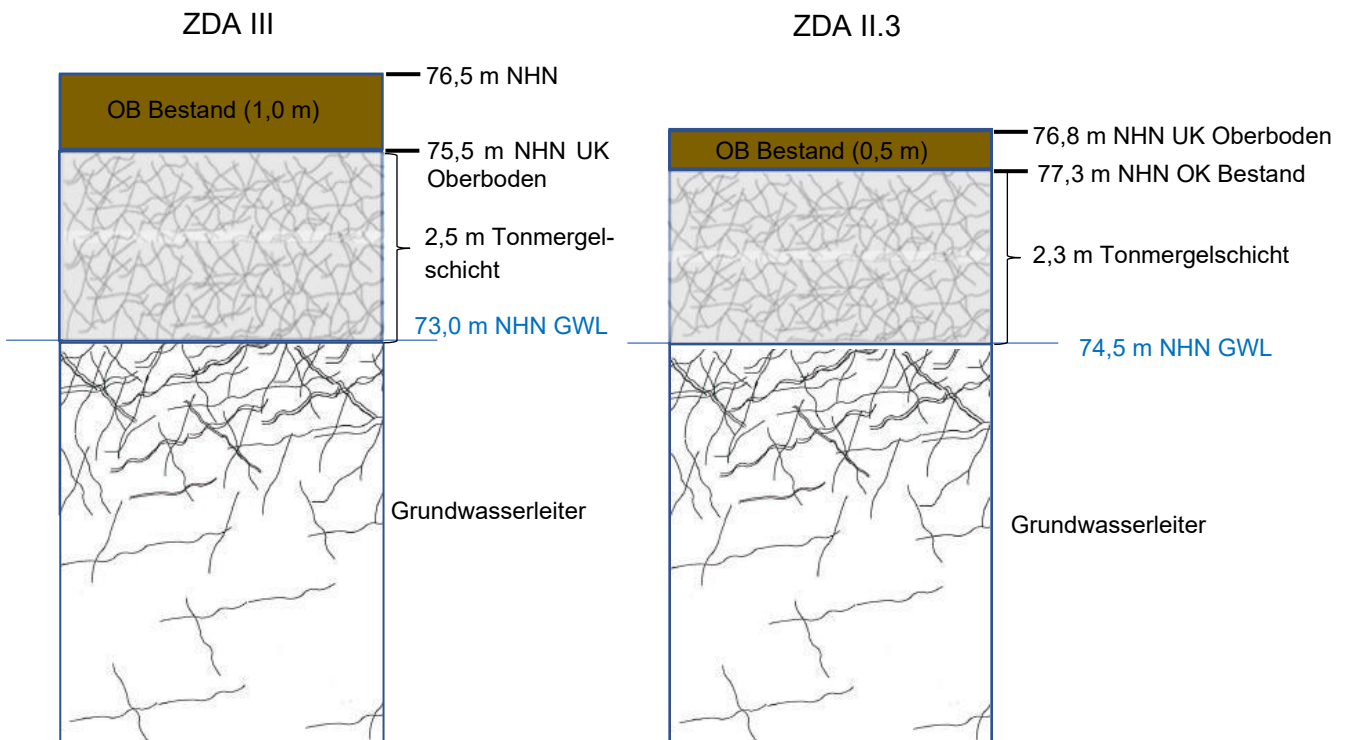 ZDA III
76,5 m NHN
OB Bestand (1,0 m)
75,5 m NHN UK
Oberboden
2,5 m Tonmergel-
schicht
73,0 m NHN GWL
Grundwasserleiter
ZDA II.3
76,8 m NHN UK Oberboden
OB Bestand (0,5 m)
77,3 m NHN OK Bestand
2,3 m Tonmergelschicht
74,5 m NHN GWL
Grundwasserleiter